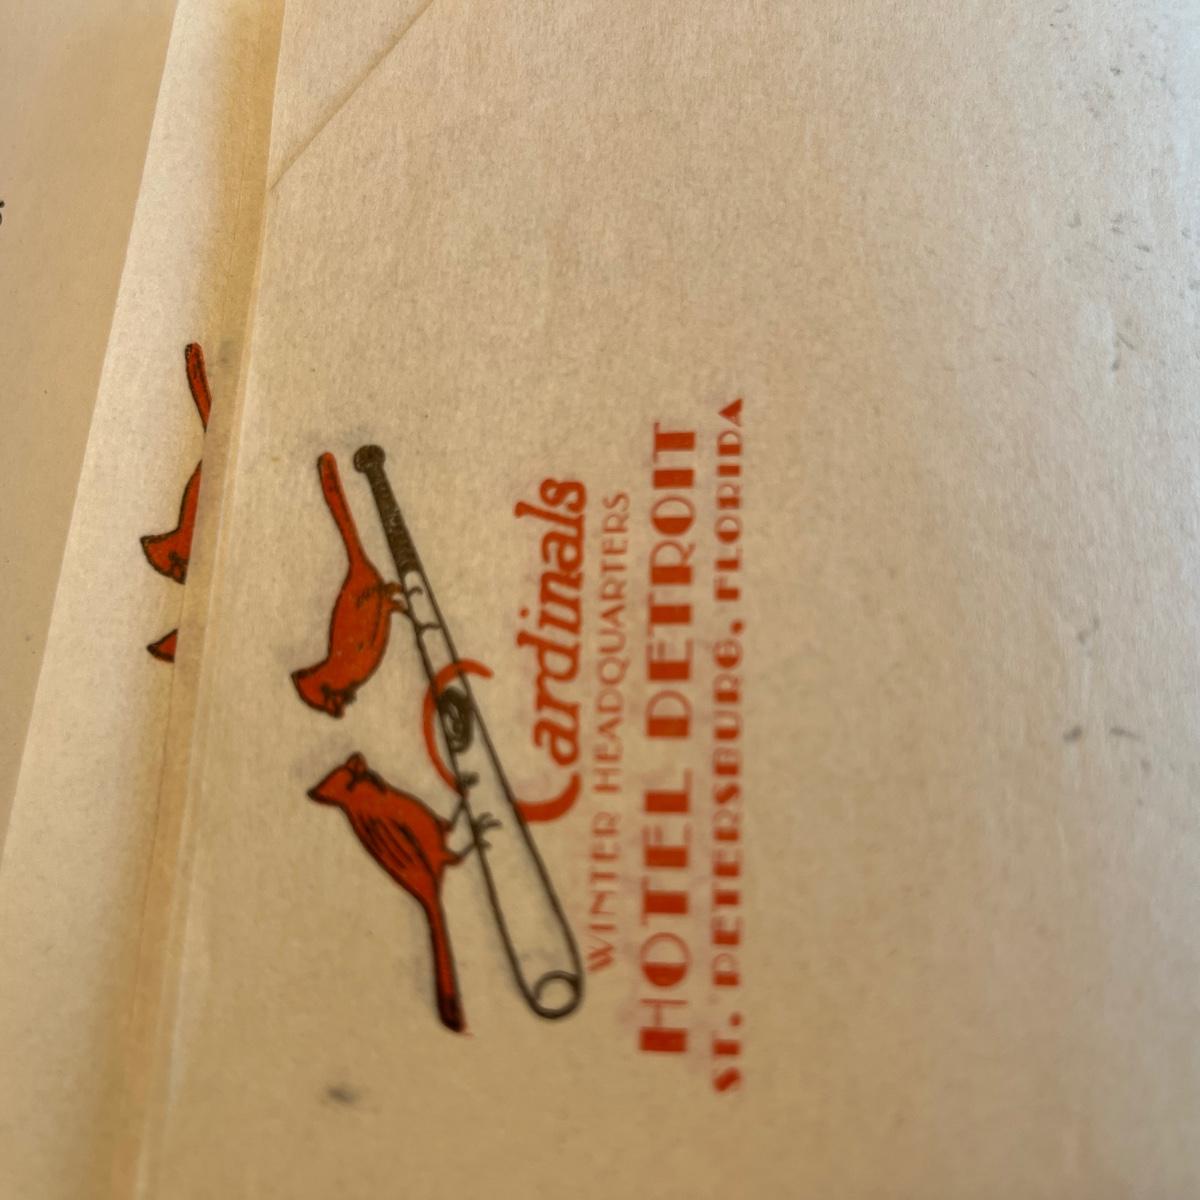 Cardinals
WINTER HEADQUARTERS
HOTEL DETROIT
ST. PETERSBURG, FLORIDA